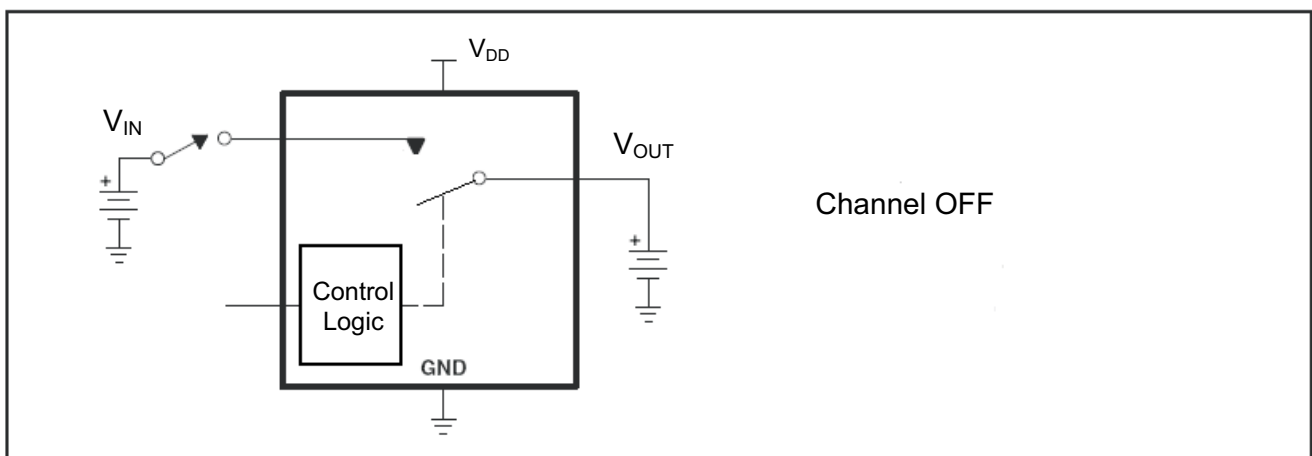 V_DD
V_IN
V_OUT
+
Channel OFF
+
Control
Logic
GND